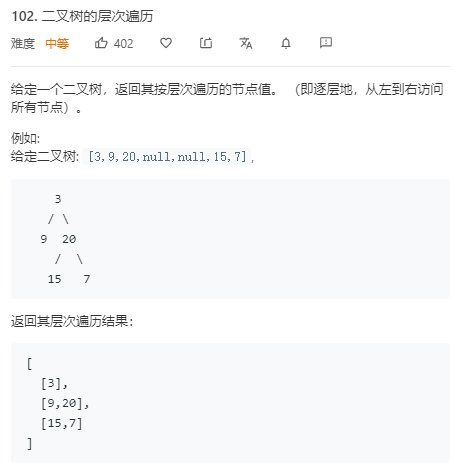 102. 二叉树的层次遍历
难度 中等 402
给定一个二叉树，返回其按层次遍历的节点值。 （即逐层地，从左到右访问
所有节点）。
例如:
给定二叉树: [3,9,20,null,null,15,7],
3
/ \
9 20
/ \
15 7
返回其层次遍历结果：
[
[3],
[9,20],
[15,7]
]